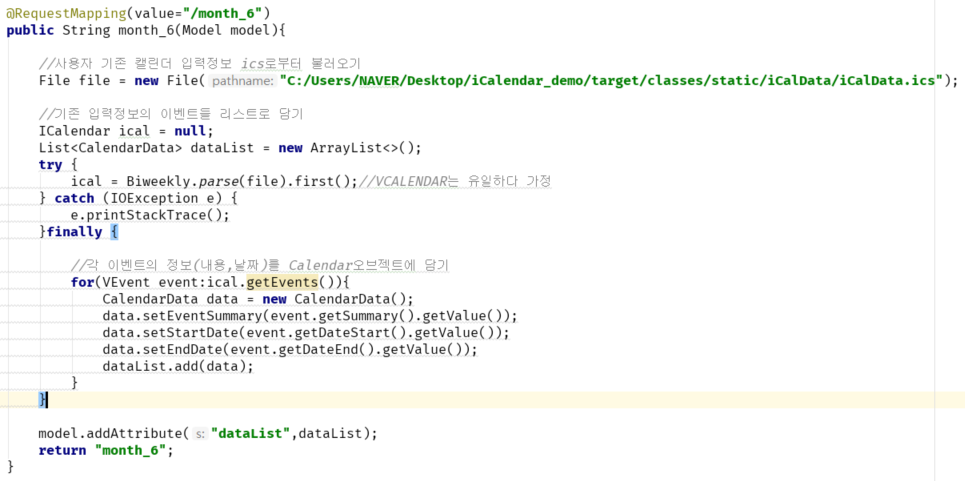 @RequestMapping(value="/month_6")
public String month_6(Model model){
//사용자 기존 캘린더 입력정보 ics로부터 불러오기
File file = new File( pathname: "C:/Users/NAVER/Desktop/iCalendar_demo/target/classes/static/iCalData/iCalData.ics");
//기존 입력정보의 이벤트들 리스트로 담기
ICalendar ical = null;
List<CalendarData> dataList = new ArrayList<>();
try {
ical = Biweekly.parse(file).first();//VCALENDAR는 유일하다 가정
} catch (IOException e) {
e.printStackTrace();
}finally {
//각 이벤트의 정보(내용,날짜)를 Calendar오브젝트에 담기
for(VEvent event:ical.getEvents()){
CalendarData data = new CalendarData();
data.setEventSummary(event.getSummary().getValue());
data.setStartDate(event.getDateStart().getValue());
data.setEndDate(event.getDateEnd().getValue());
dataList.add(data);
}
}
model.addAttribute( s: "dataList",dataList);
return "month_6";
}